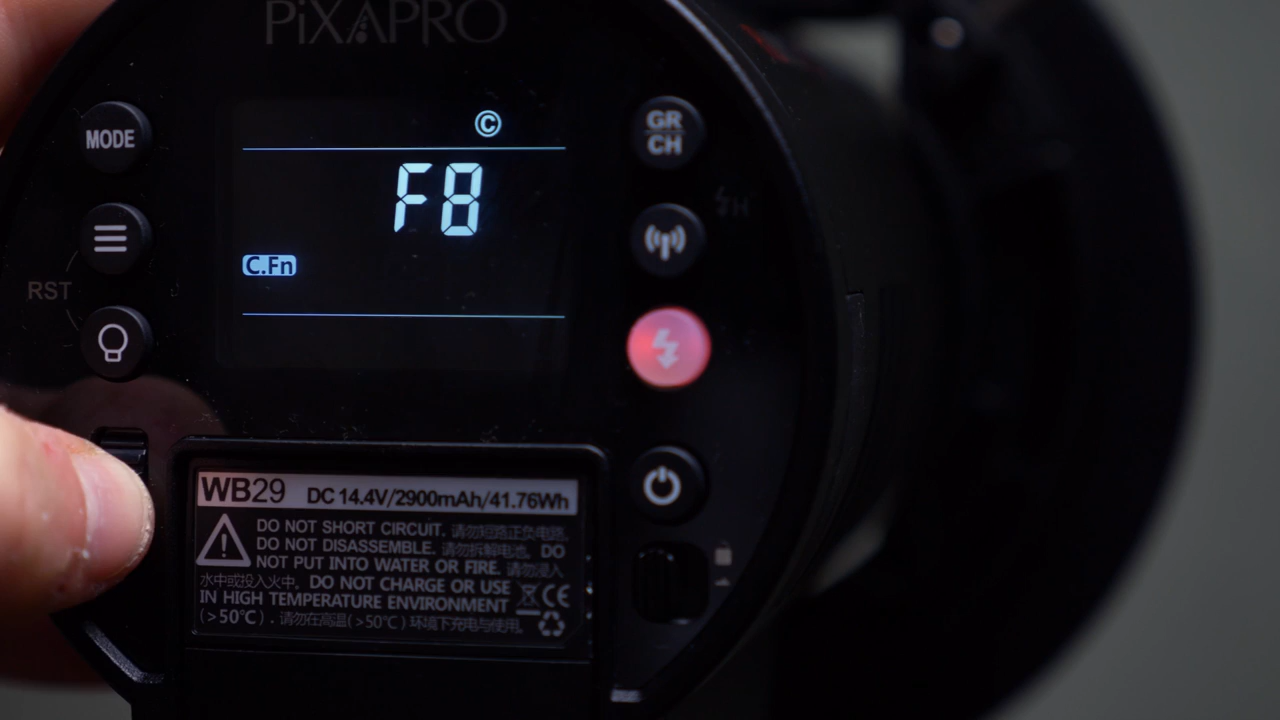 PiXAPRO
MODE
©
GR
CH
F8
⚡H
C.Fn
RST
WB29 DC 14.4V/2900mAh/41.76Wh
DO NOT SHORT CIRCUIT. 请勿短路正负电路.
DO NOT DISASSEMBLE. 请勿拆解电池. DO
NOT PUT INTO WATER OR FIRE. 请勿浸入
水中或投入火中. DO NOT CHARGE OR USE
IN HIGH TEMPERATURE ENVIRONMENT
(>50℃). 请勿在高温(>50℃)环境下充电与使用.
CE